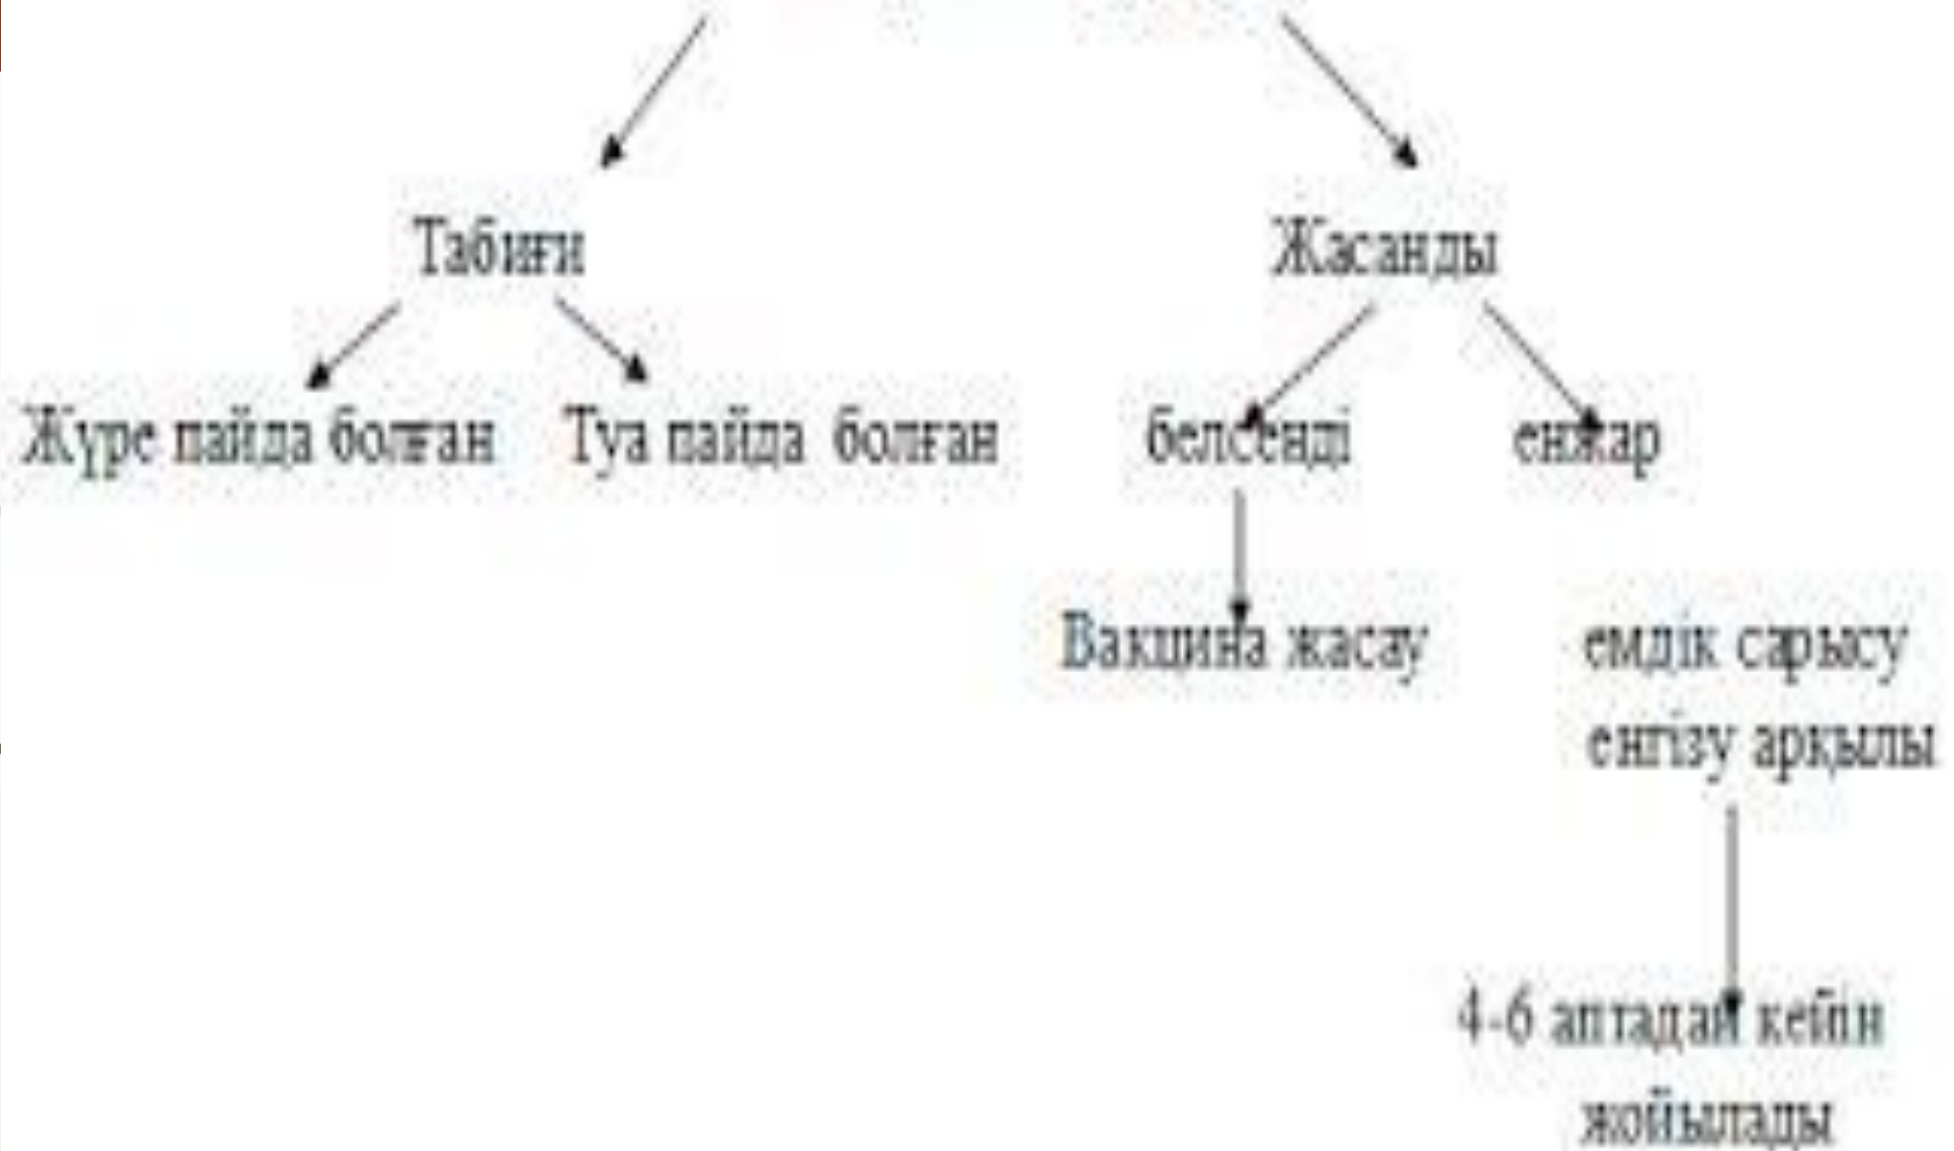 Табиғи Жасанды
Жүре пайда болған Туа пайда болған белсенді енжар
Вакцина жасау емдік сарысу
енгізу арқылы
4-6 аптадан кейін
жойылады